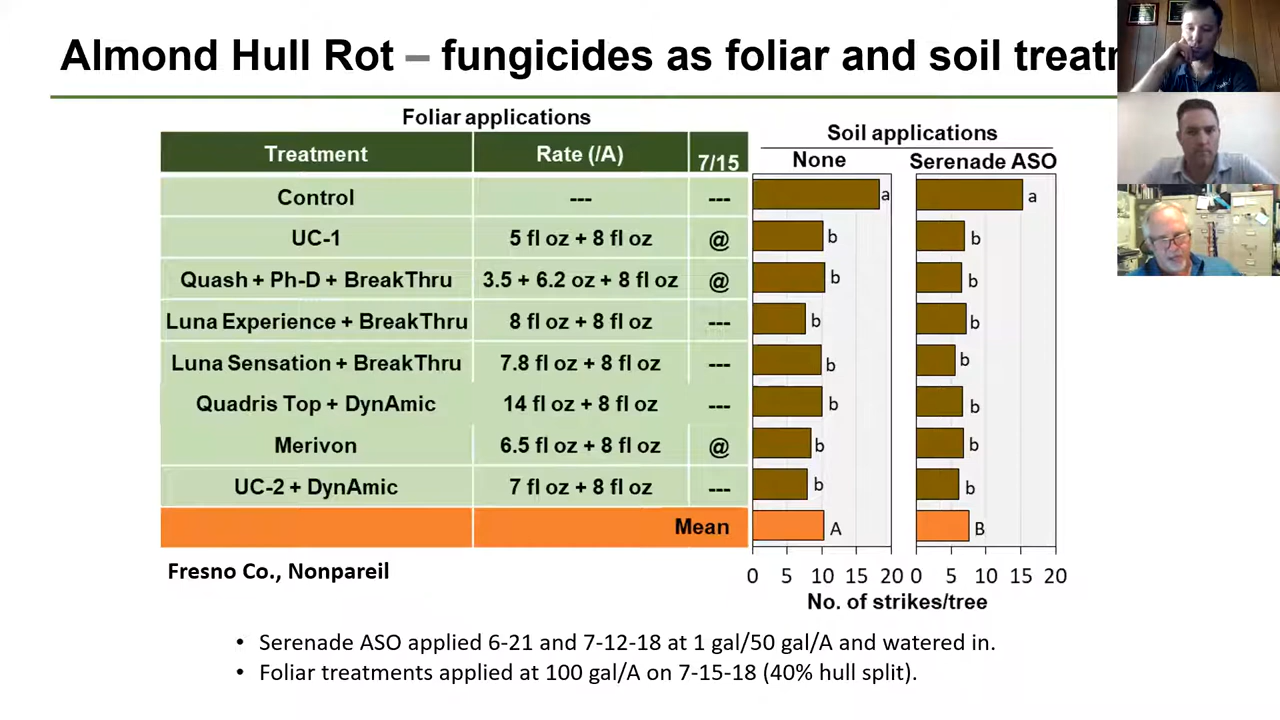 Almond Hull Rot – fungicides as foliar and soil treatm
Foliar applications
Soil applications
Treatment Rate (/A) 7/15 None Serenade ASO
Control --- --- a a
UC-1 5 fl oz + 8 fl oz @ b b
Quash + Ph-D + BreakThru 3.5 + 6.2 oz + 8 fl oz @ b b
Luna Experience + BreakThru 8 fl oz + 8 fl oz --- b b
Luna Sensation + BreakThru 7.8 fl oz + 8 fl oz --- b b
Quadris Top + DynAmic 14 fl oz + 8 fl oz --- b b
Merivon 6.5 fl oz + 8 fl oz @ b b
UC-2 + DynAmic 7 fl oz + 8 fl oz --- b b
Mean A B
Fresno Co., Nonpareil
0 5 10 15 20 0 5 10 15 20
No. of strikes/tree
• Serenade ASO applied 6-21 and 7-12-18 at 1 gal/50 gal/A and watered in.
• Foliar treatments applied at 100 gal/A on 7-15-18 (40% hull split).